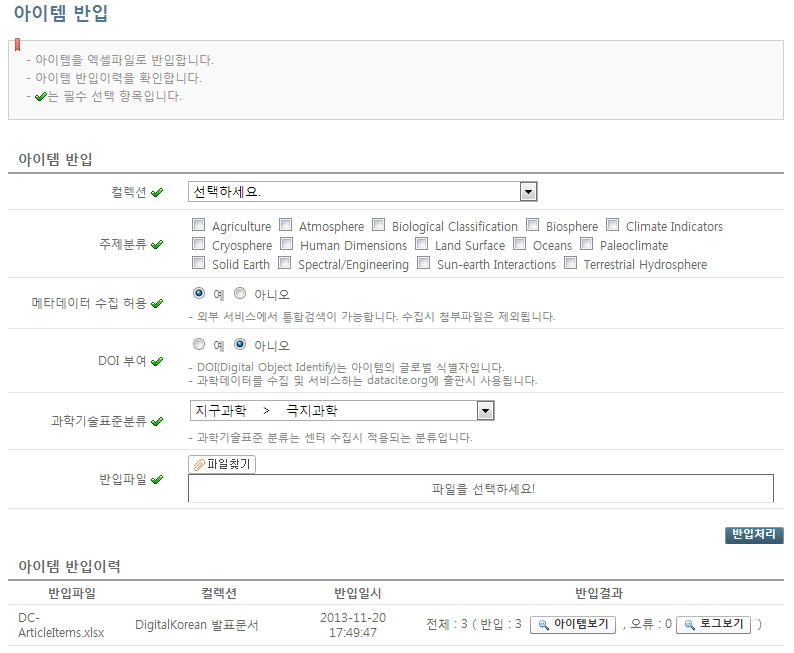 아이템 반입
- 아이템을 엑셀파일로 반입합니다.
- 아이템 반입이력을 확인합니다.
- 는 필수 선택 항목입니다.
아이템 반입
컬렉션 선택하세요.
주제분류 Agriculture Atmosphere Biological Classification Biosphere Climate Indicators
Cryosphere Human Dimensions Land Surface Oceans Paleoclimate
Solid Earth Spectral/Engineering Sun-earth Interactions Terrestrial Hydrosphere
메타데이터 수집 허용 예 아니오
- 외부 서비스에서 통합검색이 가능합니다. 수집시 첨부파일은 제외됩니다.
DOI 부여 예 아니오
- DOI(Digital Object Identify)는 아이템의 글로벌 식별자입니다.
- 과학데이터를 수집 및 서비스하는 datacite.org에 출판시 사용됩니다.
과학기술표준분류 지구과학 > 극지과학
- 과학기술표준 분류는 센터 수집시 적용되는 분류입니다.
반입파일 파일찾기
파일을 선택하세요!
반입처리
아이템 반입이력
반입파일 컬렉션 반입일시 반입결과
DC-ArticleItems.xlsx DigitalKorean 발표문서 2013-11-20 17:49:47 전체 : 3 ( 반입 : 3 아이템보기 , 오류 : 0 로그보기 )